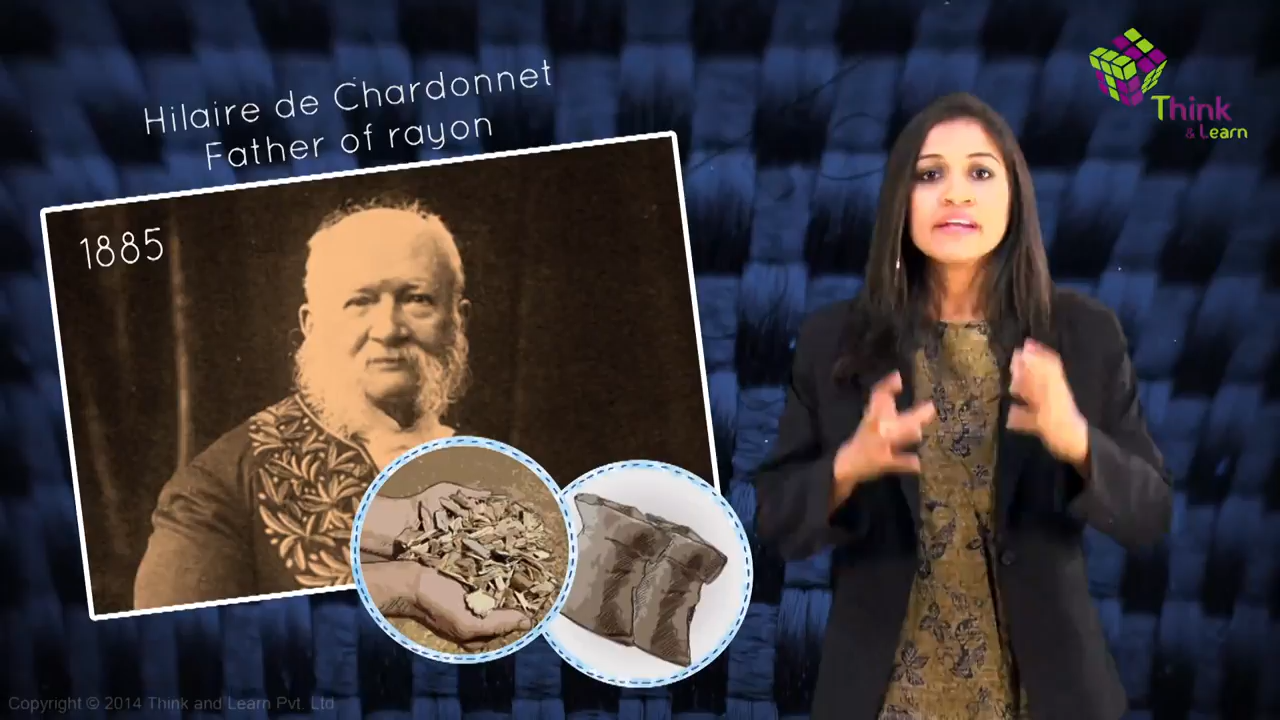 Hilaire de Chardonnet
Father of rayon
1885
Think
& Learn
Copyright © 2014 Think and Learn Pvt. Ltd